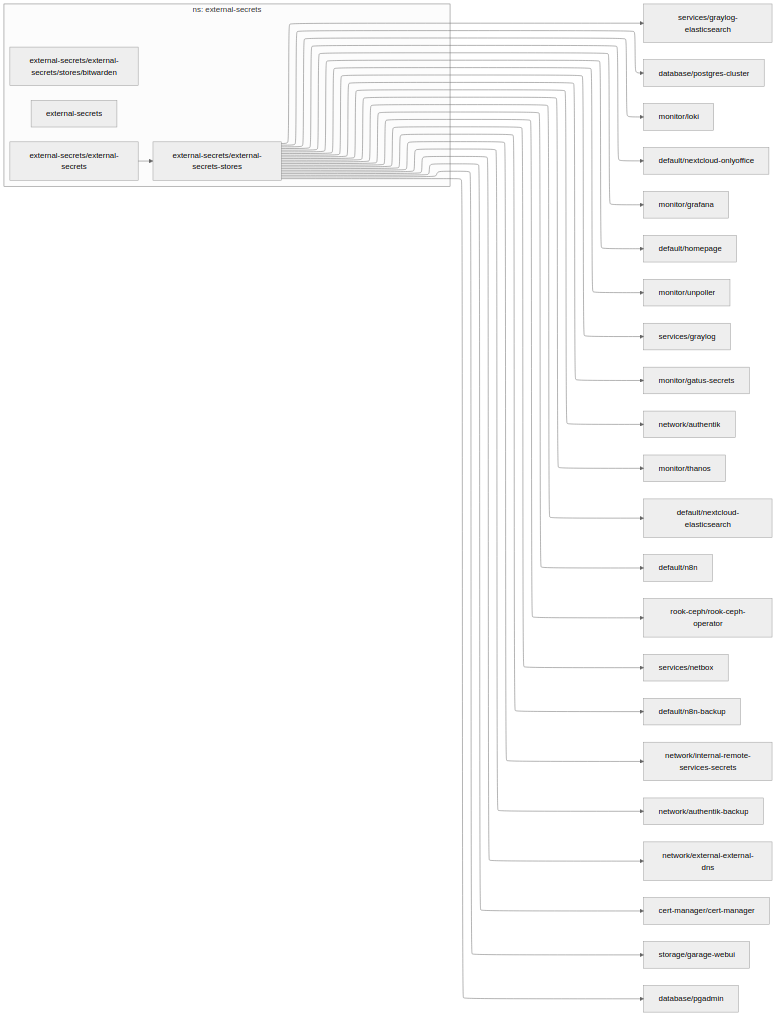 ns: external-secrets
external-secrets/external-
secrets/stores/bitwarden
external-secrets
external-secrets/external-
secrets
external-secrets/external-
secrets-stores
services/graylog-
elasticsearch
database/postgres-cluster
monitor/loki
default/nextcloud-onlyoffice
monitor/grafana
default/homepage
monitor/unpoller
services/graylog
monitor/gatus-secrets
network/authentik
monitor/thanos
default/nextcloud-
elasticsearch
default/n8n
rook-ceph/rook-ceph-
operator
services/netbox
default/n8n-backup
network/internal-remote-
services-secrets
network/authentik-backup
network/external-external-
dns
cert-manager/cert-manager
storage/garage-webui
database/pgadmin